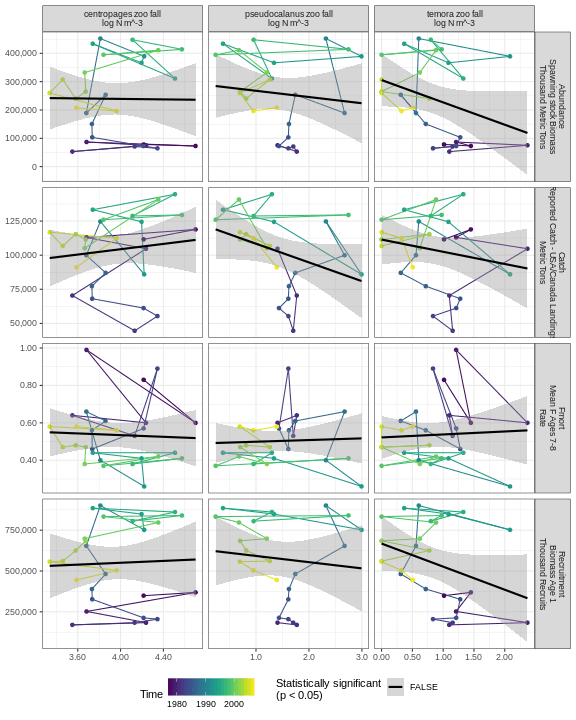 centropages zoo fall
log N m^-3
pseudocalanus zoo fall
log N m^-3
temora zoo fall
log N m^-3
400,000
300,000
200,000
100,000
0
Abundance
Spawning stock Biomass
Thousand Metric Tons
125,000
100,000
75,000
50,000
Catch
Reported Catch - USA/Canada Landings
Metric Tons
1.00
0.80
0.60
0.40
Fmort
Mean F Ages 7-8
Rate
750,000
500,000
250,000
Recruitment
Biomass Age 1
Thousand Recruits
3.60
4.00
4.40
1.0
2.0
3.0
0.00
0.50
1.00
2.00
Time
1980
1990
2000
Statistically significant
(p < 0.05)
FALSE